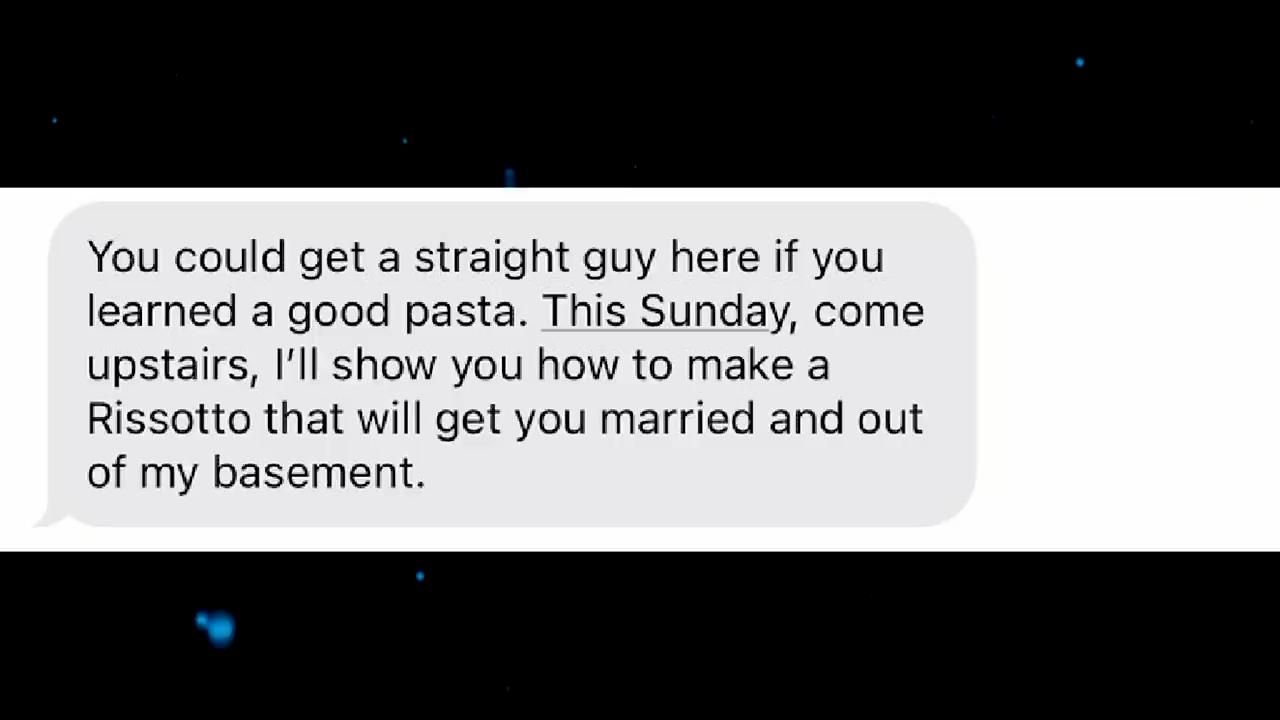 You could get a straight guy here if you
learned a good pasta. This Sunday, come
upstairs, I’ll show you how to make a
Rissotto that will get you married and out
of my basement.